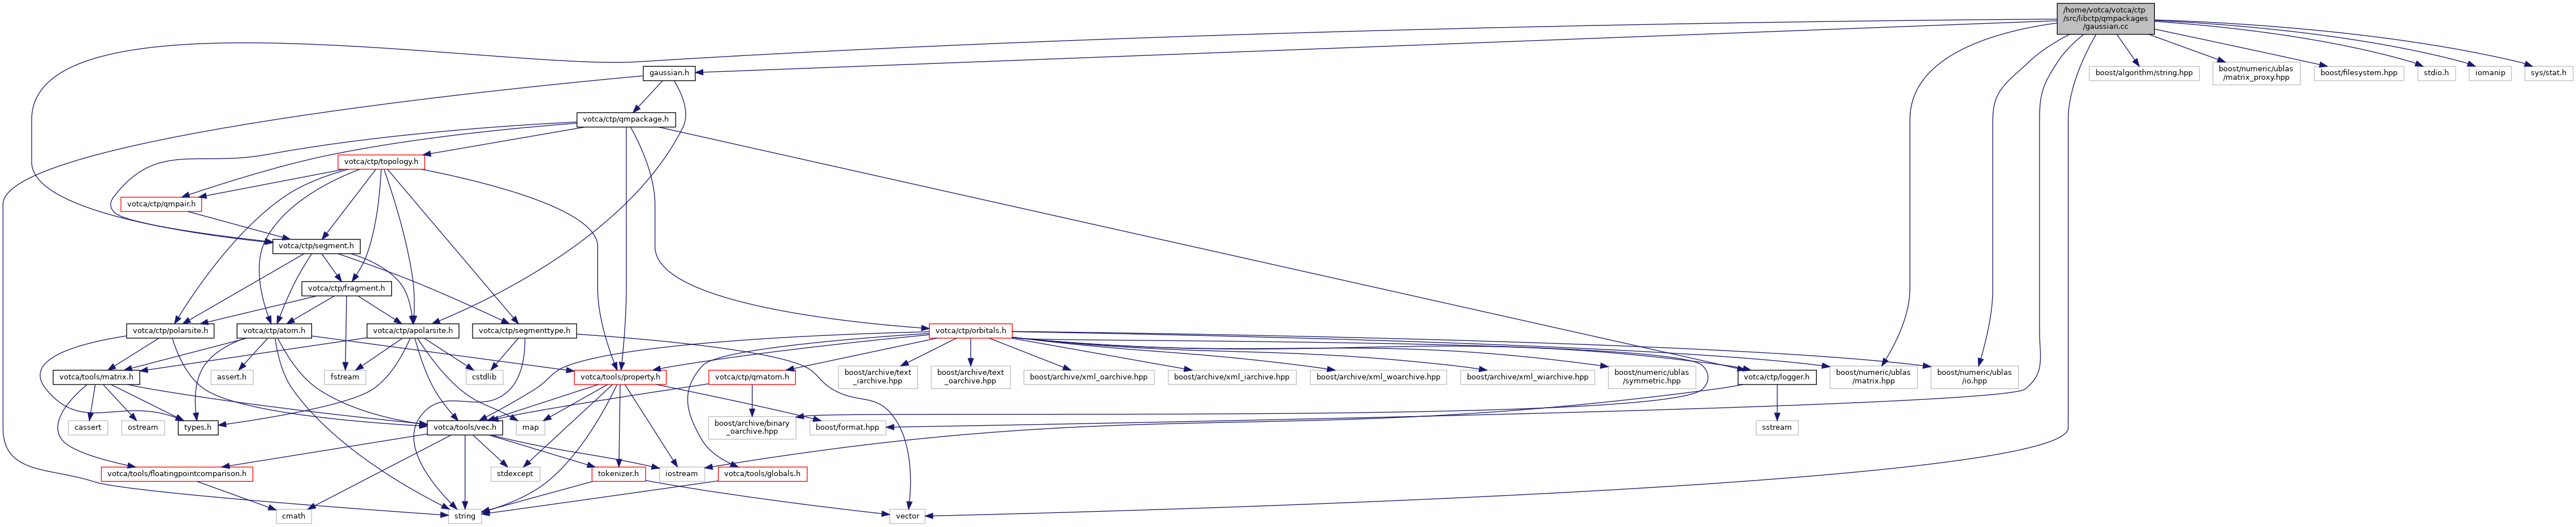 /home/votca/votca/ctp
/src/libctp/qmpackages
/gaussian.cc
gaussian.h
boost/algorithm/string.hpp
boost/numeric/ublas
/matrix_proxy.hpp
boost/filesystem.hpp
stdio.h
iomanip
sys/stat.h
votca/ctp/qmpackage.h
votca/ctp/topology.h
votca/ctp/qmpair.h
votca/ctp/segment.h
votca/ctp/fragment.h
votca/ctp/polarsite.h
votca/ctp/atom.h
votca/ctp/apolarsite.h
votca/ctp/segmenttype.h
votca/ctp/orbitals.h
votca/tools/matrix.h
assert.h
fstream
cstdlib
votca/tools/property.h
votca/ctp/qmatom.h
boost/archive/text
_iarchive.hpp
boost/archive/text
_oarchive.hpp
boost/archive/xml_oarchive.hpp
boost/archive/xml_iarchive.hpp
boost/archive/xml_woarchive.hpp
boost/archive/xml_wiarchive.hpp
boost/numeric/ublas
/symmetric.hpp
votca/ctp/logger.h
boost/numeric/ublas
/matrix.hpp
boost/numeric/ublas
/io.hpp
cassert
ostream
types.h
votca/tools/vec.h
map
boost/archive/binary
_oarchive.hpp
boost/format.hpp
sstream
votca/tools/floatingpointcomparison.h
stdexcept
tokenizer.h
iostream
votca/tools/globals.h
cmath
string
vector